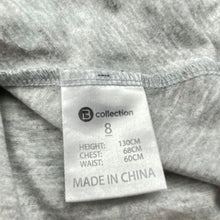 B collection
8
HEIGHT: 130CM
CHEST: 68CM
WAIST: 60CM
MADE IN CHINA